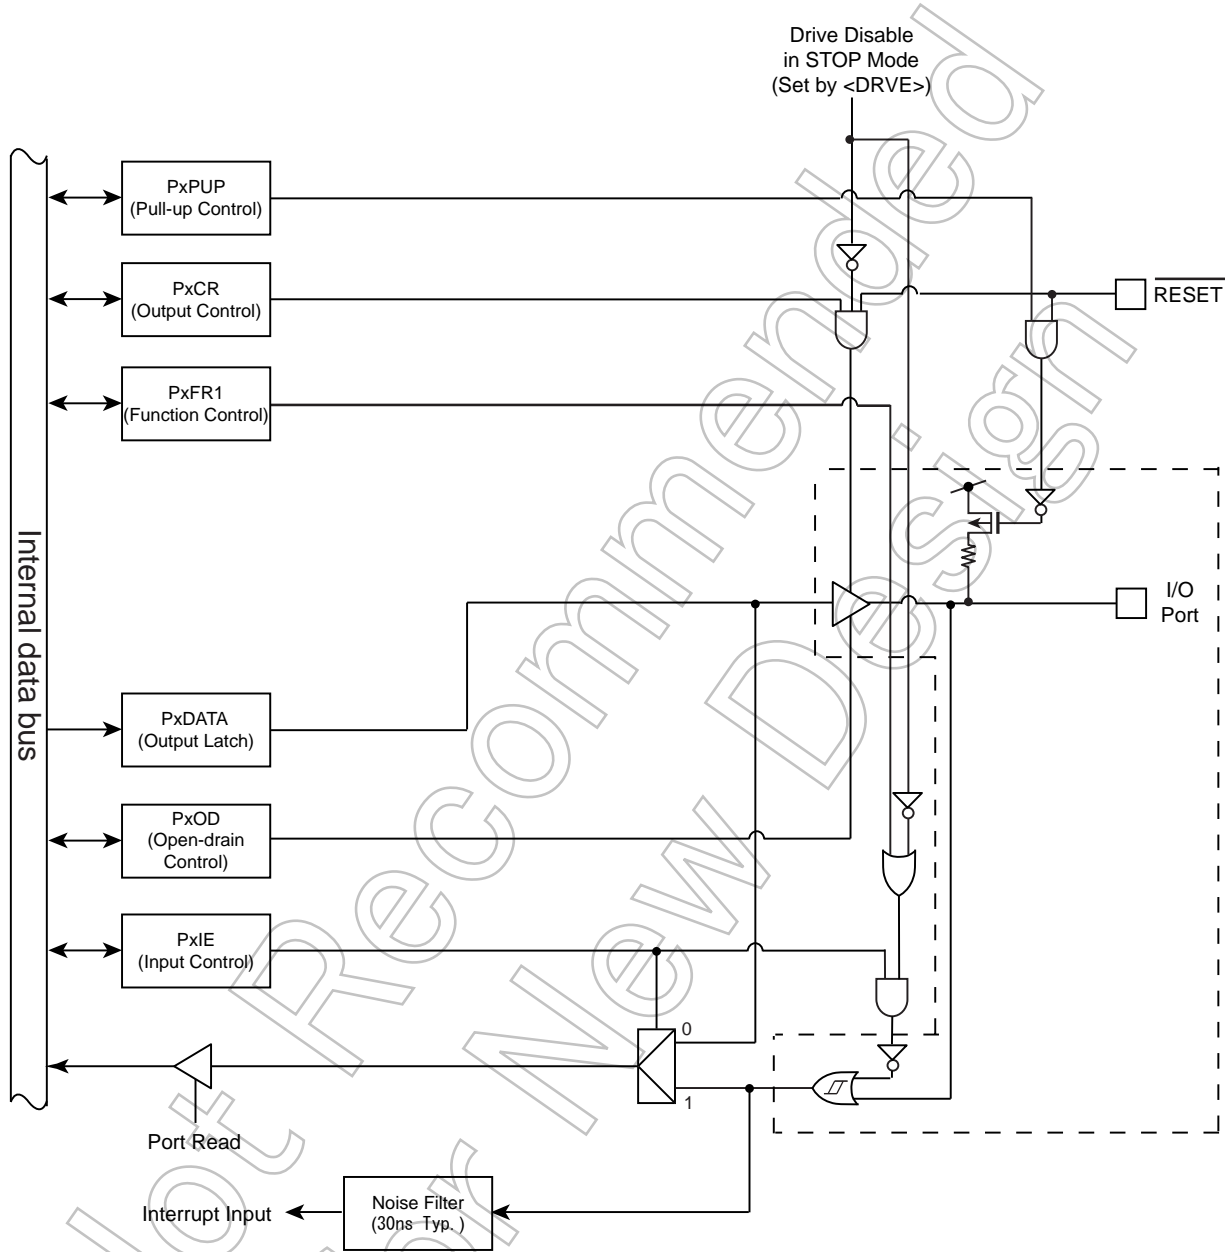 Drive Disable
in STOP Mode
(Set by <DRVE>)
PxPUP
(Pull-up Control)
PxCR
(Output Control)
RESET
PxFR1
(Function Control)
Internal data bus
I/O
Port
PxDATA
(Output Latch)
PxOD
(Open-drain
Control)
PxIE
(Input Control)
0
1
Port Read
Noise Filter
(30ns Typ.)
Interrupt Input
Not Recommended
for New Design